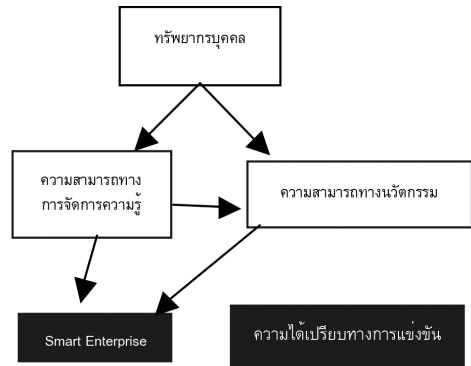 ทรัพยากรบุคคล
ความสามารถทาง
การจัดการความรู้
ความสามารถทางนวัตกรรม
Smart Enterprise
ความได้เปรียบทางการแข่งขัน